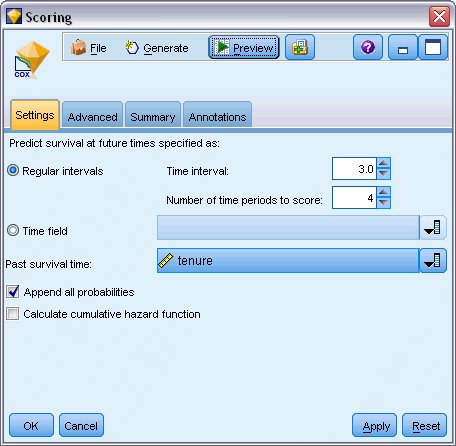 Scoring
File Generate Preview
?
COX
Settings Advanced Summary Annotations
Predict survival at future times specified as:
Regular intervals Time interval: 3.0
Number of time periods to score: 4
Time field
Past survival time: tenure
Append all probabilities
Calculate cumulative hazard function
OK Cancel Apply Reset